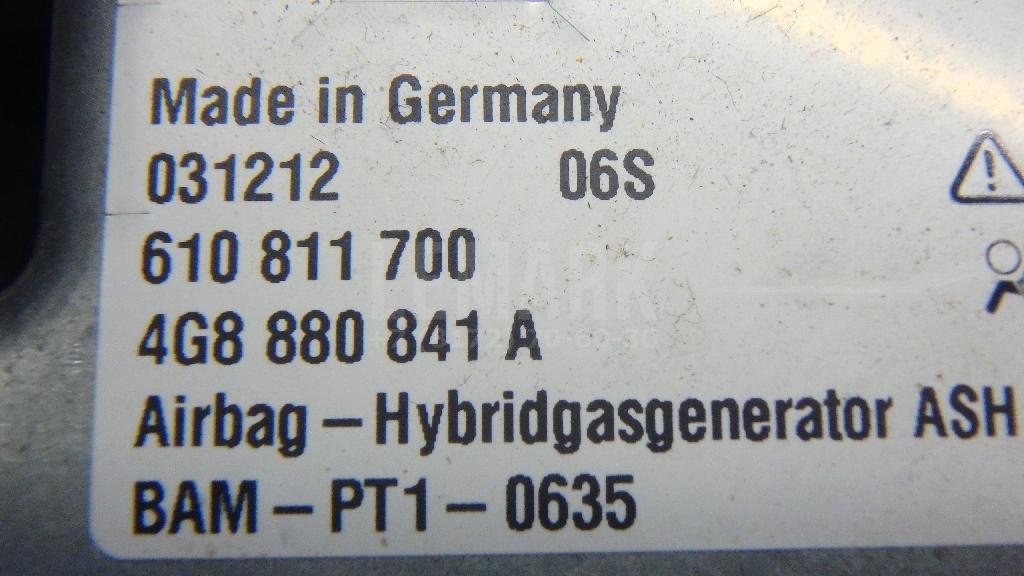 Made in Germany
031212 06S
610 811 700
4G8 880 841 A
Airbag – Hybridgasgenerator ASH
BAM – PT1 – 0635